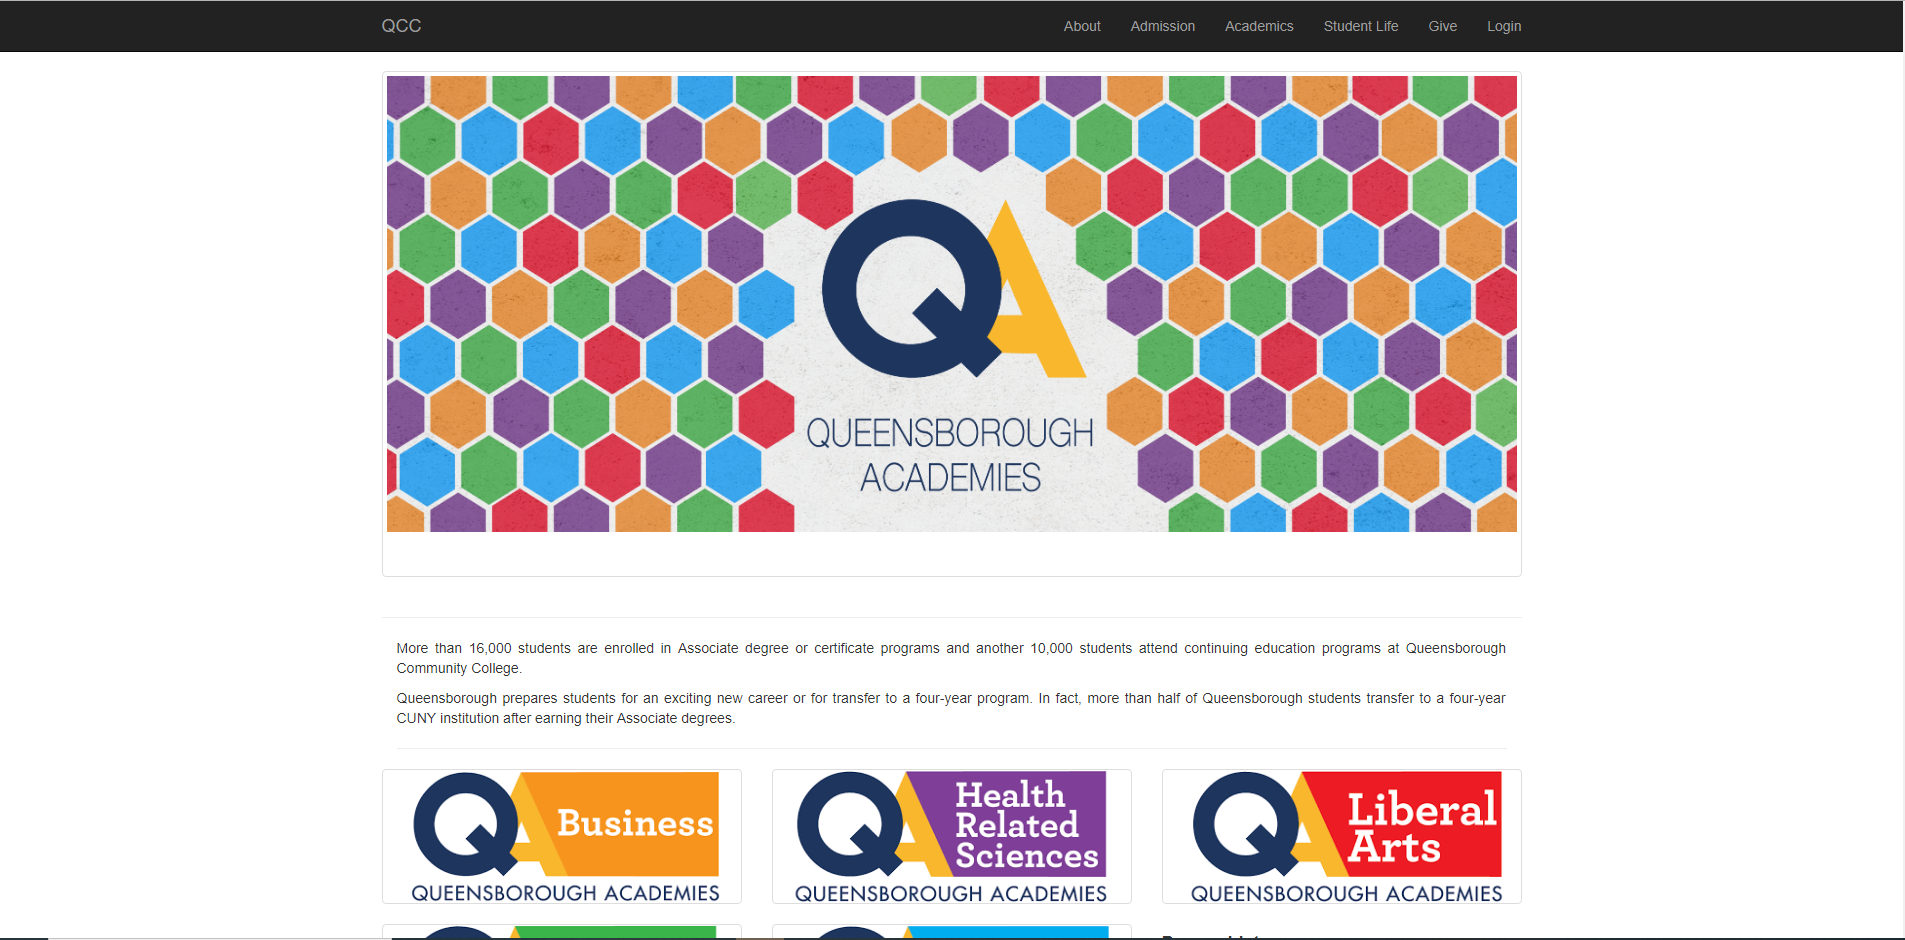 QCC
About Admission Academics Student Life Give Login
QA
QUEENSBOROUGH
ACADEMIES
More than 16,000 students are enrolled in Associate degree or certificate programs and another 10,000 students attend continuing education programs at Queensborough
Community College.
Queensborough prepares students for an exciting new career or for transfer to a four-year program. In fact, more than half of Queensborough students transfer to a four-year
CUNY institution after earning their Associate degrees.
QA Business
QUEENSBOROUGH ACADEMIES
QA Health
Related
Sciences
QUEENSBOROUGH ACADEMIES
QA Liberal
Arts
QUEENSBOROUGH ACADEMIES